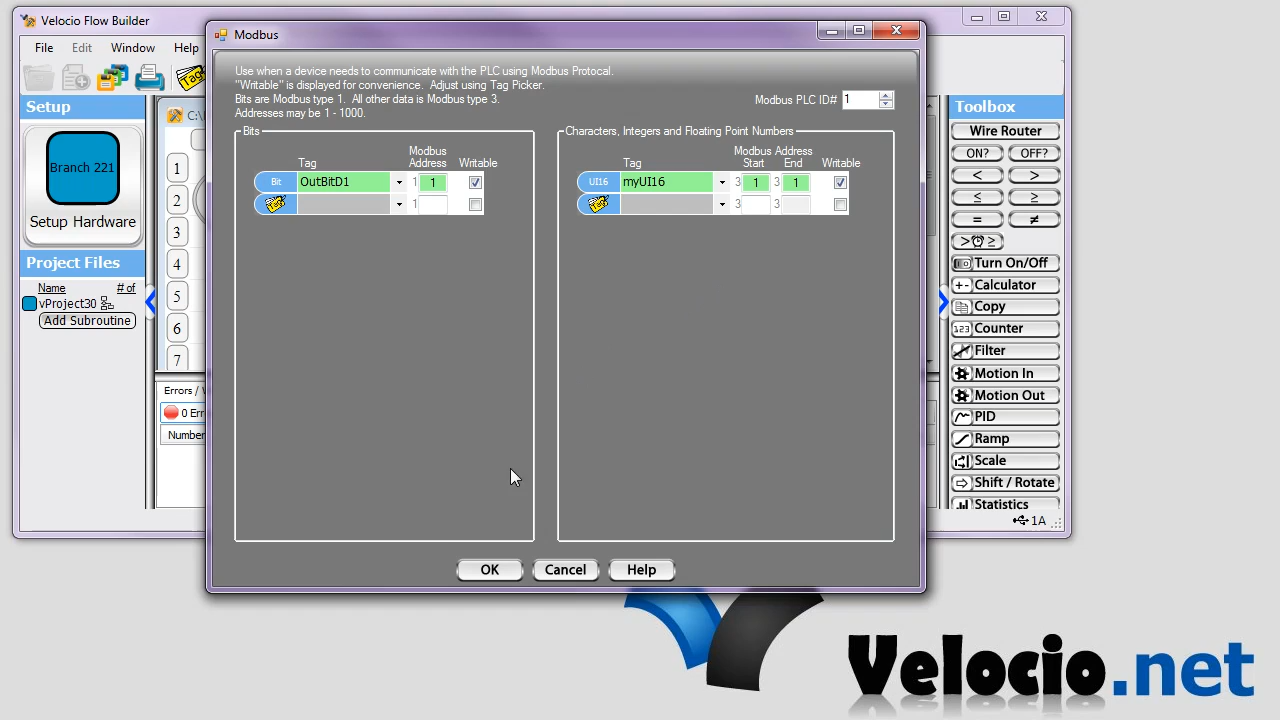 Velocio Flow Builder
File Edit Window Help
Tag
Setup
Branch 221
Setup Hardware
Project Files
Name # of
vProject30
Add Subroutine
C:\
1
2
3
4
5
6
7
Errors /
0 Err
Number
Modbus
Use when a device needs to communicate with the PLC using Modbus Protocal.
"Writable" is displayed for convenience. Adjust using Tag Picker.
Bits are Modbus type 1. All other data is Modbus type 3.
Addresses may be 1 - 1000.
Modbus PLC ID# 1
Bits
Tag Modbus Address Writable
Bit OutBitD1 1 1
1
Characters, Integers and Floating Point Numbers
Tag Modbus Address Start End Writable
UI16 myUI16 3 1 3 1
3 3
OK Cancel Help
Toolbox
Wire Router
ON? OFF?
< >
≤ ≥
= ≠
> ≥
Turn On/Off
+- Calculator
Copy
123 Counter
Filter
Motion In
Motion Out
PID
Ramp
Scale
Shift / Rotate
Statistics
1A
Velocio.net